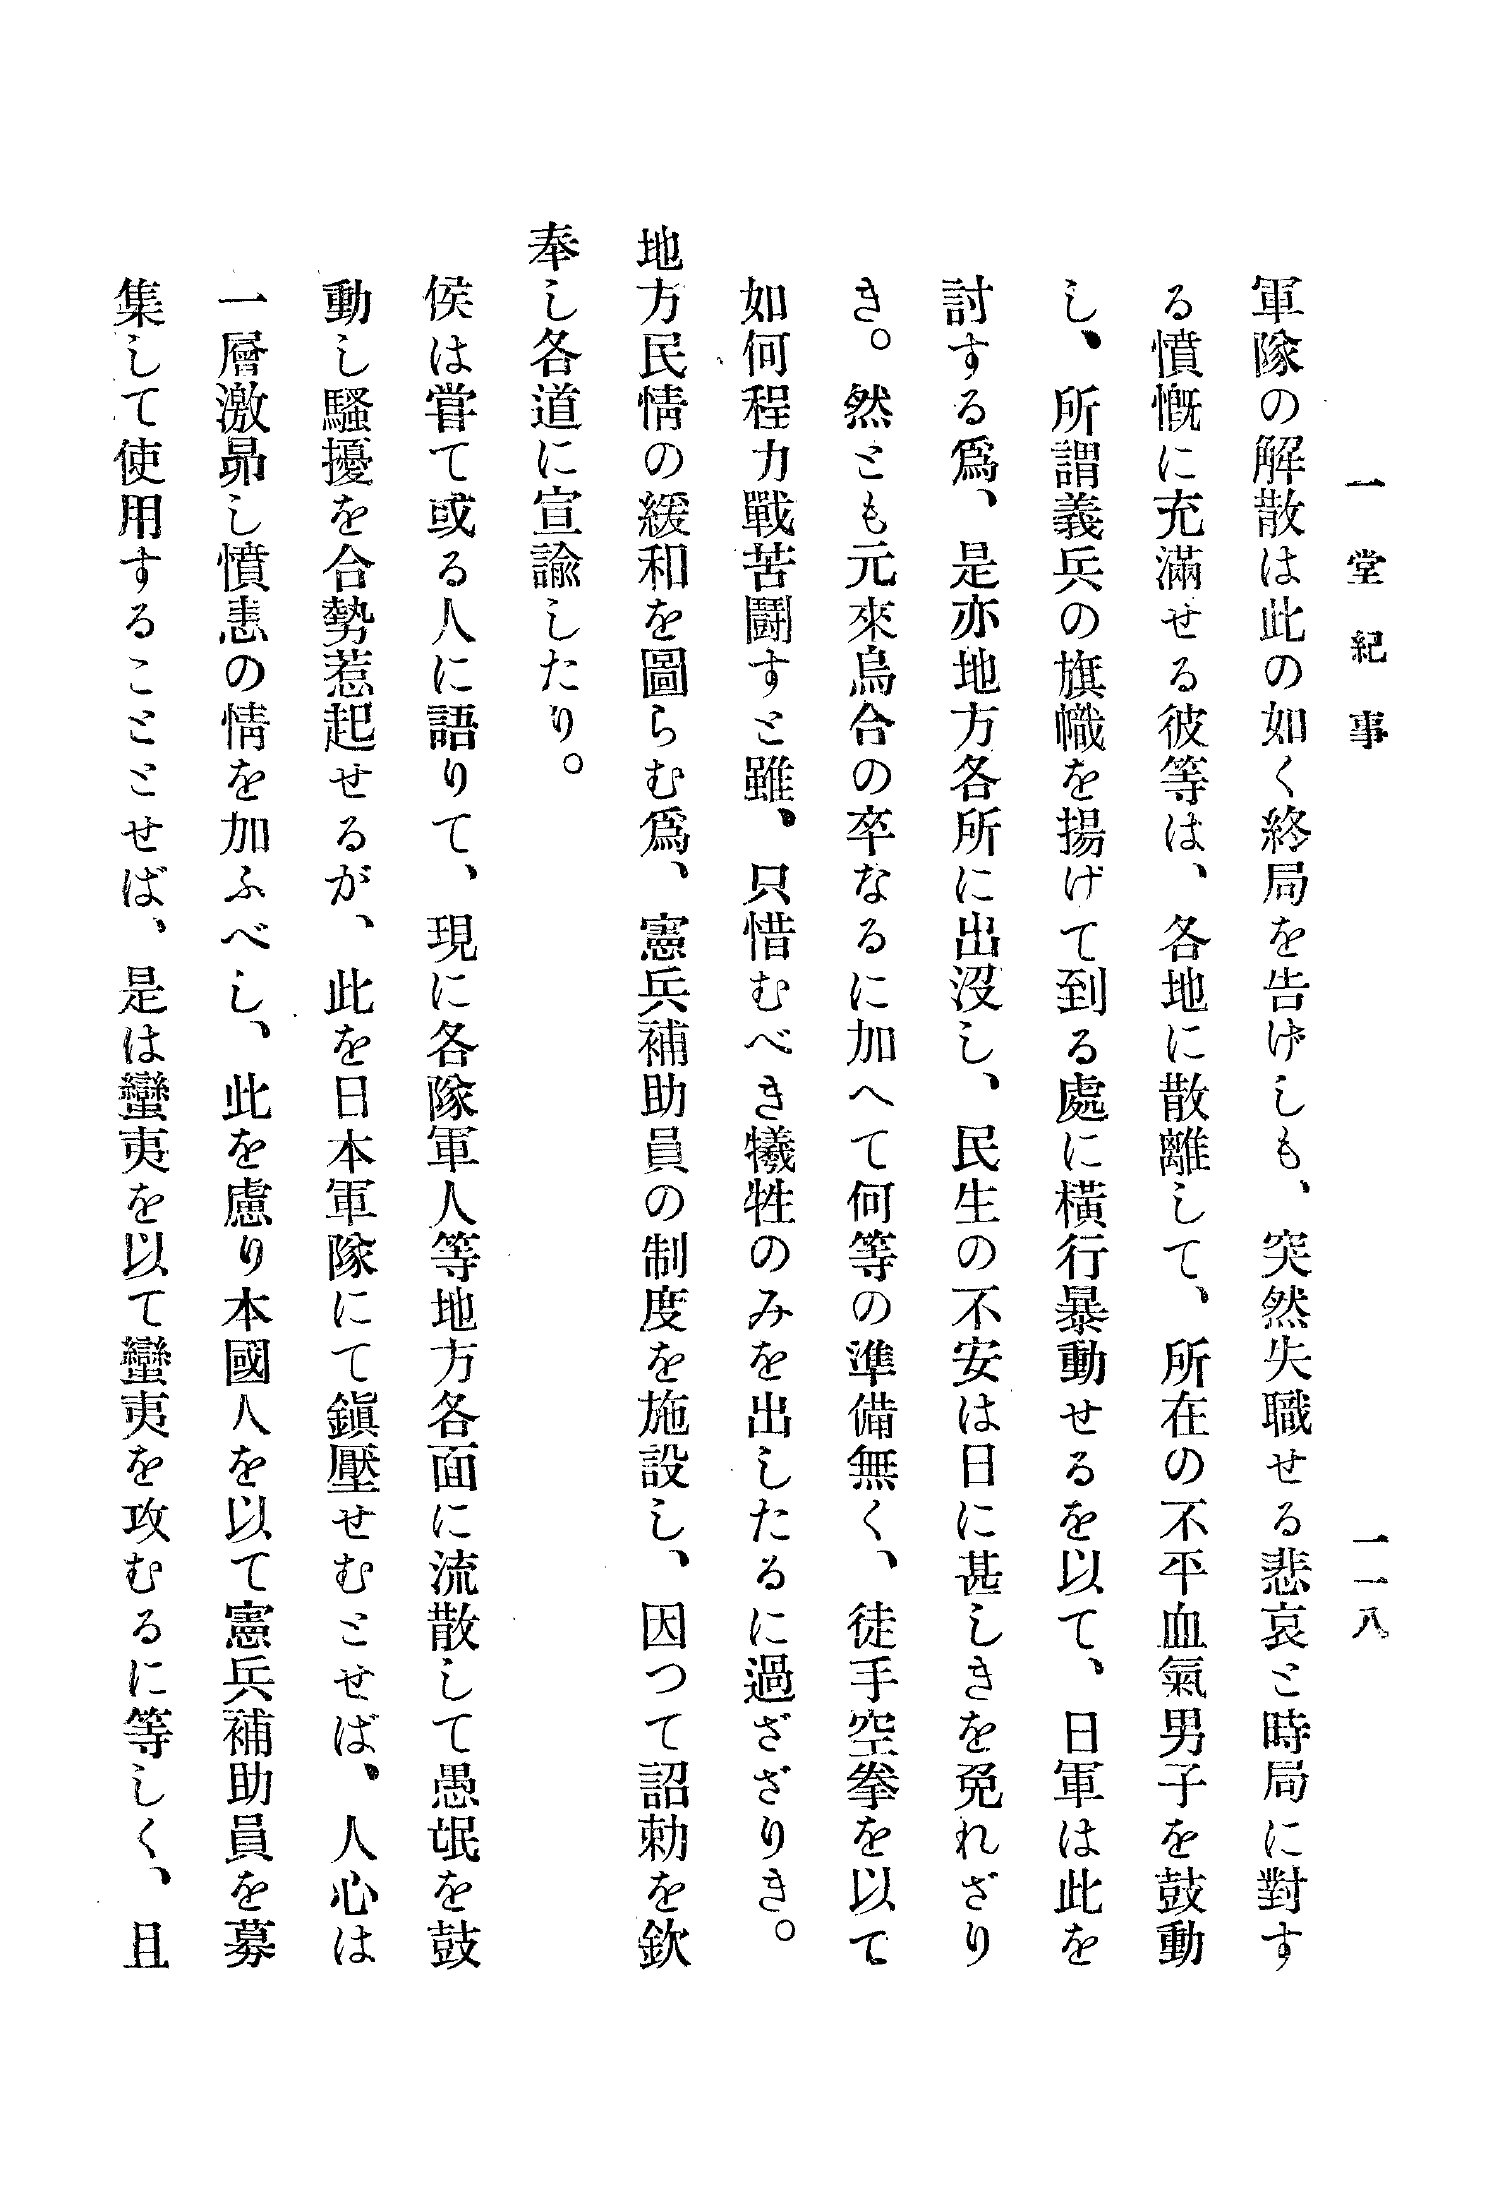 一堂紀事
一一八
軍隊の解散は此の如く終局を告げしも、突然失職せる悲哀と時局に對す
る憤慨に充滿せる彼等は、各地に散離して、所在の不平血氣男子を鼓動
し、所謂義兵の旗幟を揚げて到る處に橫行暴動せるを以て、日軍は此を
討する爲、是亦地方各所に出沒し、民生の不安は日に甚しきを免れざり
き。然とも元來烏合の卒なるに加へて何等の準備無く、徒手空拳を以て
如何程力戰苦鬪すと雖、只惜むべき犧牲のみを出したるに過ざざりき。
地方民情の緩和を圖らむ爲、憲兵補助員の制度を施設し、因つて詔勅を欽
奉し各道に宣諭したり。
侯は甞て或る人に語りて、現に各隊軍人等地方各面に流散して愚氓を鼓
動し騷擾を合勢惹起せるが、此を日本軍隊にて鎭壓せむとせば、人心は
一層激昻し憤恚の情を加ふべし、此を慮り本國人を以て憲兵補助員を募
集して使用することとせば、是は蠻夷を以て蠻夷を攻むるに等しく、且